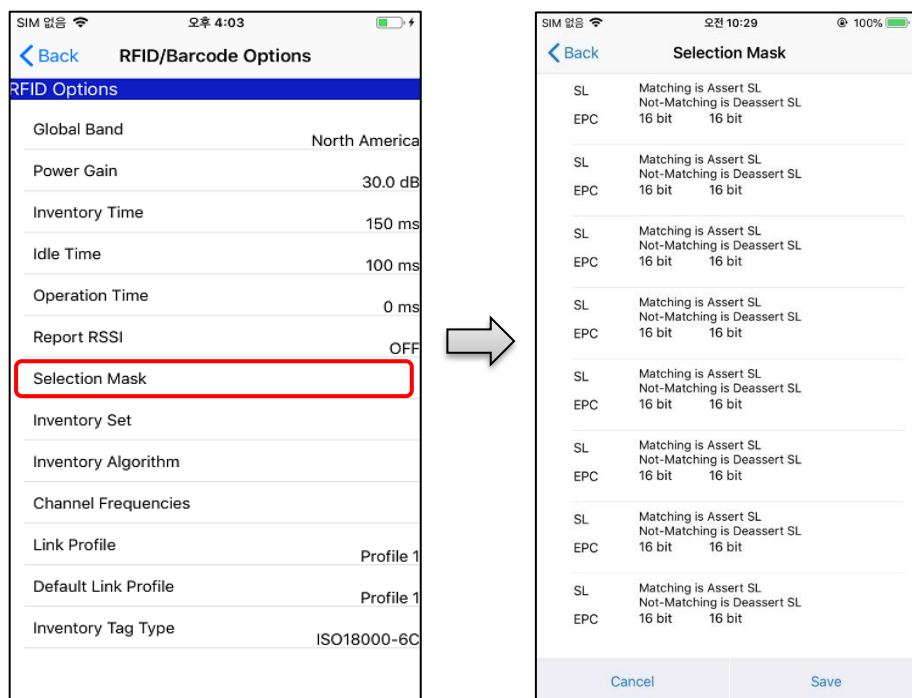 SIM 없음 오후 4:03
Back RFID/Barcode Options
RFID Options
Global Band North America
Power Gain 30.0 dB
Inventory Time 150 ms
Idle Time 100 ms
Operation Time 0 ms
Report RSSI OFF
Selection Mask
Inventory Set
Inventory Algorithm
Channel Frequencies
Link Profile Profile 1
Default Link Profile Profile 1
Inventory Tag Type ISO18000-6C
SIM 없음 오전 10:29 100%
Back Selection Mask
SL Matching is Assert SL
Not-Matching is Deassert SL
EPC 16 bit 16 bit
SL Matching is Assert SL
Not-Matching is Deassert SL
EPC 16 bit 16 bit
SL Matching is Assert SL
Not-Matching is Deassert SL
EPC 16 bit 16 bit
SL Matching is Assert SL
Not-Matching is Deassert SL
EPC 16 bit 16 bit
SL Matching is Assert SL
Not-Matching is Deassert SL
EPC 16 bit 16 bit
SL Matching is Assert SL
Not-Matching is Deassert SL
EPC 16 bit 16 bit
SL Matching is Assert SL
Not-Matching is Deassert SL
EPC 16 bit 16 bit
SL Matching is Assert SL
Not-Matching is Deassert SL
EPC 16 bit 16 bit
Cancel Save